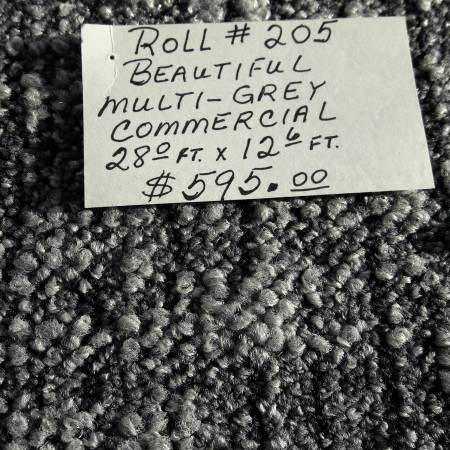 ROLL # 205
BEAUTIFUL
MULTI-GREY
COMMERCIAL
28⁰ FT. X 12⁶ FT.
$595.00